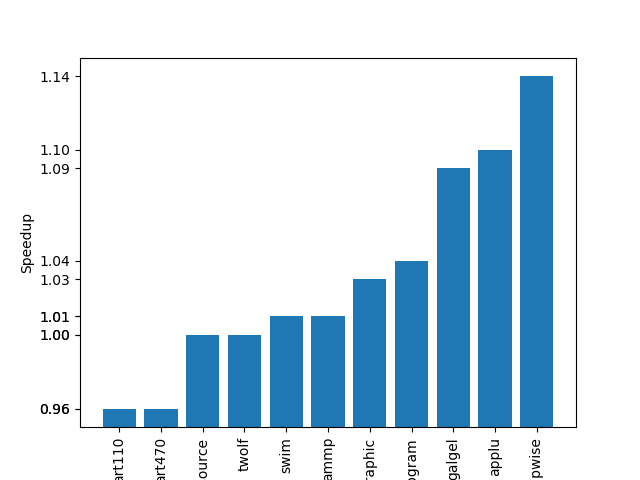 1.14
1.10
1.09
1.04
1.03
1.01
1.00
0.96
Speedup
art110
art470
ource
twolf
swim
ammp
raphic
ogram
galgel
applu
pwise